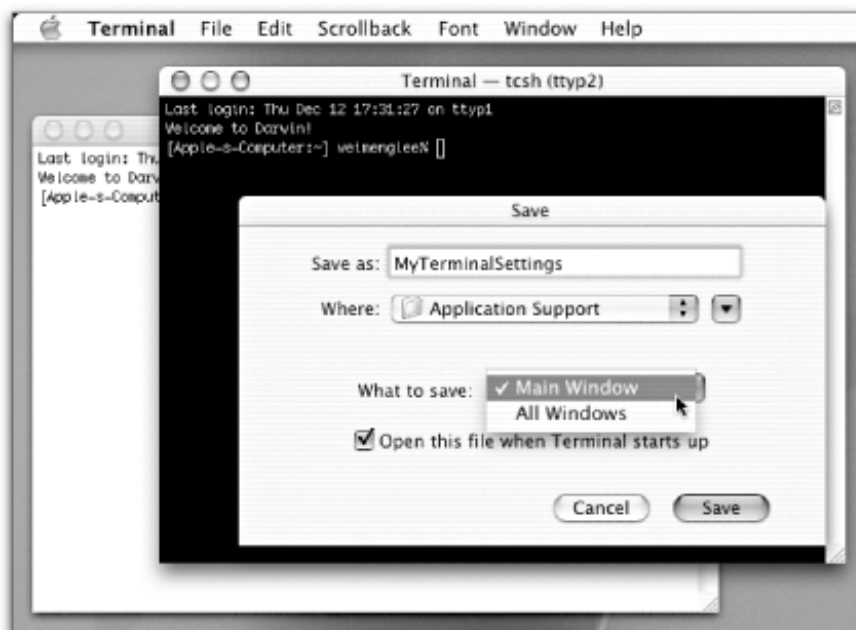 Terminal File Edit Scrollback Font Window Help
Terminal — tcsh (ttyp2)
Last login: Thu Dec 12 17:31:27 on ttyp1
Welcome to Darwin!
[Apple-s-Computer:~] weimenglee%
Last login: Thu
Welcome to Darw
[Apple-s-Comput
Save
Save as: MyTerminalSettings
Where: Application Support
What to save: ✓ Main Window
All Windows
Open this file when Terminal starts up
Cancel Save